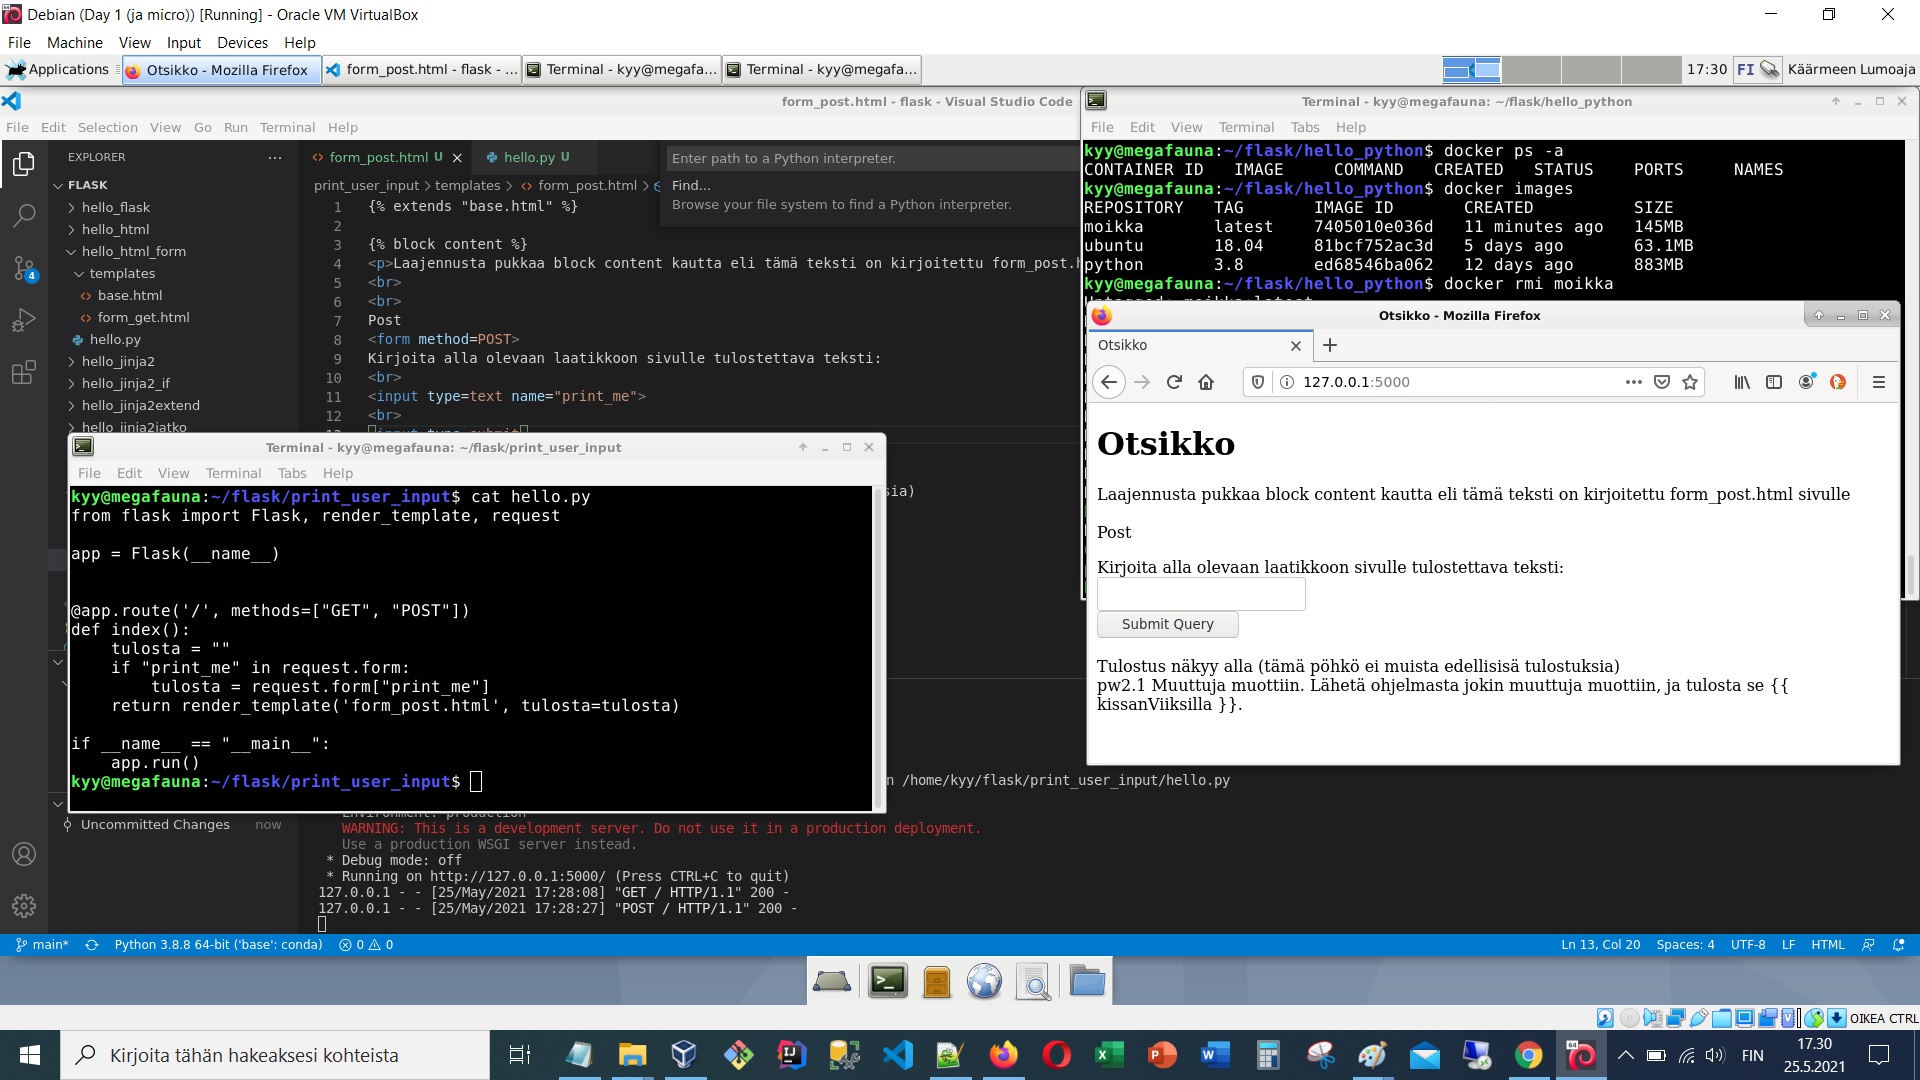 Debian (Day 1 (ja micro)) [Running] - Oracle VM VirtualBox
File Machine View Input Devices Help
Applications
Otsikko - Mozilla Firefox
form_post.html - flask - ...
Terminal - kyy@megafa...
Terminal - kyy@megafa...
17:30
FI
Käärmeen Lumoaja
form_post.html - flask - Visual Studio Code
File Edit Selection View Go Run Terminal Help
EXPLORER ...
FLASK
hello_flask
hello_html
hello_html_form
templates
base.html
form_get.html
hello.py
hello_jinja2
hello_jinja2_if
hello_jinja2extend
hello_jinja2jatko
4
Uncommitted Changes now
form_post.html U
hello.py U
print_user_input > templates > form_post.html >
Enter path to a Python interpreter.
Find...
Browse your file system to find a Python interpreter.
1 {% extends "base.html" %}
2
3 {% block content %}
4 <p>Laajennusta pukkaa block content kautta eli tämä teksti on kirjoitettu form_post.h
5 <br>
6 <br>
7 Post
8 <form method=POST>
9 Kirjoita alla olevaan laatikkoon sivulle tulostettava teksti:
10 <br>
11 <input type=text name="print_me">
12 <br>
13 <input type=submit
sia)
n /home/kyy/flask/print_user_input/hello.py
Environment: production
WARNING: This is a development server. Do not use it in a production deployment.
Use a production WSGI server instead.
* Debug mode: off
* Running on http://127.0.0.1:5000/ (Press CTRL+C to quit)
127.0.0.1 - - [25/May/2021 17:28:08] "GET / HTTP/1.1" 200 -
127.0.0.1 - - [25/May/2021 17:28:27] "POST / HTTP/1.1" 200 -
main* Python 3.8.8 64-bit ('base': conda) 0 0
Ln 13, Col 20 Spaces: 4 UTF-8 LF HTML
Terminal - kyy@megafauna: ~/flask/print_user_input
File Edit View Terminal Tabs Help
kyy@megafauna:~/flask/print_user_input$ cat hello.py
from flask import Flask, render_template, request
app = Flask(__name__)
@app.route('/', methods=["GET", "POST"])
def index():
    tulosta = ""
    if "print_me" in request.form:
        tulosta = request.form["print_me"]
    return render_template('form_post.html', tulosta=tulosta)
if __name__ == "__main__":
    app.run()
kyy@megafauna:~/flask/print_user_input$
Terminal - kyy@megafauna: ~/flask/hello_python
File Edit View Terminal Tabs Help
kyy@megafauna:~/flask/hello_python$ docker ps -a
CONTAINER ID IMAGE COMMAND CREATED STATUS PORTS NAMES
kyy@megafauna:~/flask/hello_python$ docker images
REPOSITORY TAG IMAGE ID CREATED SIZE
moikka latest 7405010e036d 11 minutes ago 145MB
ubuntu 18.04 81bcf752ac3d 5 days ago 63.1MB
python 3.8 ed68546ba062 12 days ago 883MB
kyy@megafauna:~/flask/hello_python$ docker rmi moikka
Untagged: moikka:latest
Otsikko - Mozilla Firefox
Otsikko
127.0.0.1:5000
Otsikko
Laajennusta pukkaa block content kautta eli tämä teksti on kirjoitettu form_post.html sivulle
Post
Kirjoita alla olevaan laatikkoon sivulle tulostettava teksti:
Submit Query
Tulostus näkyy alla (tämä pöhkö ei muista edellisisä tulostuksia)
pw2.1 Muuttuja muottiin. Lähetä ohjelmasta jokin muuttuja muottiin, ja tulosta se {{
kissanViiksilla }}.
OIKEA CTRL
Kirjoita tähän hakeaksesi kohteista
FIN
17.30
25.5.2021